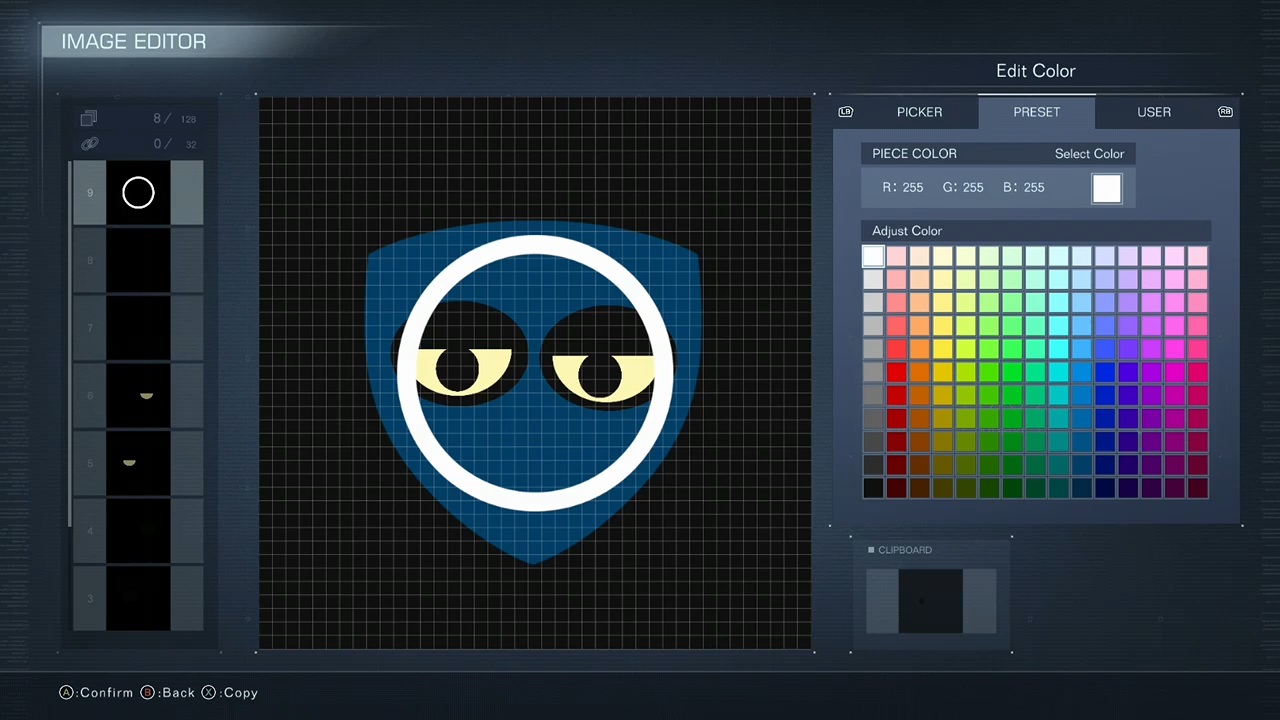 IMAGE EDITOR
Edit Color
8 / 128
0 / 32
LB PICKER PRESET USER RB
PIECE COLOR Select Color
R: 255 G: 255 B: 255
Adjust Color
9
8
7
6
5
4
3
CLIPBOARD
A:Confirm B:Back X:Copy